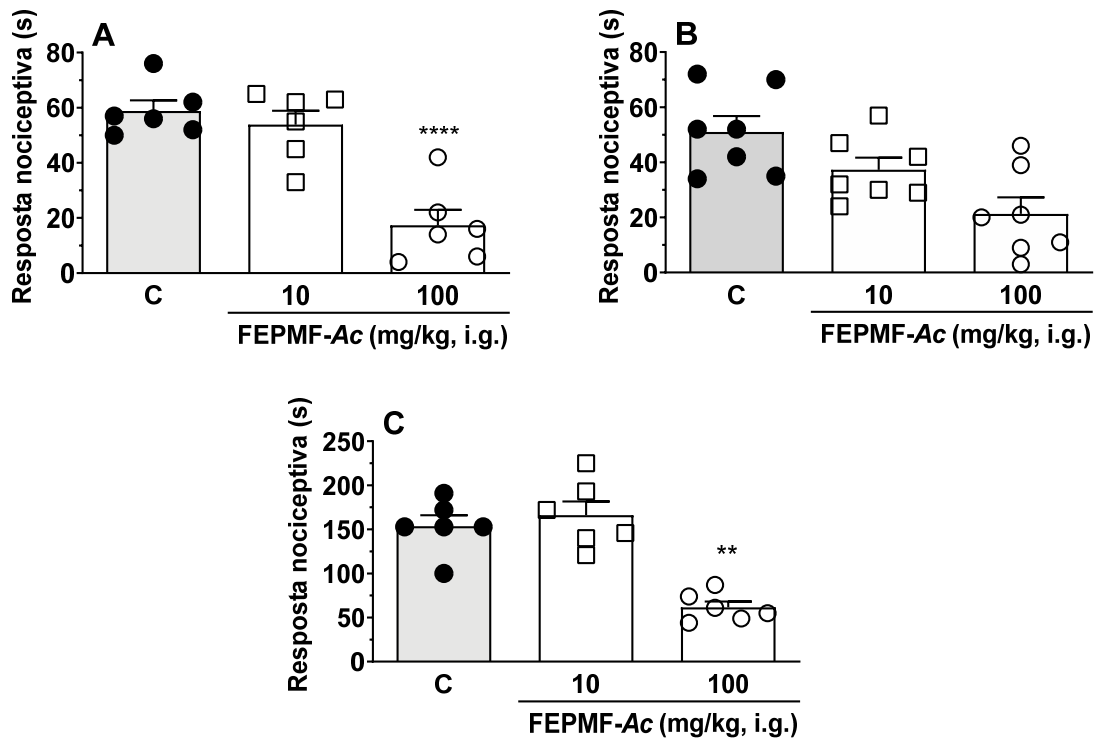 A
Resposta nociceptiva (s)
80
60
40
20
0
****
C
10
100
FEPMF-Ac (mg/kg, i.g.)
B
Resposta nociceptiva (s)
80
60
40
20
0
C
10
100
FEPMF-Ac (mg/kg, i.g.)
C
Resposta nociceptiva (s)
250
200
150
100
50
0
**
C
10
100
FEPMF-Ac (mg/kg, i.g.)